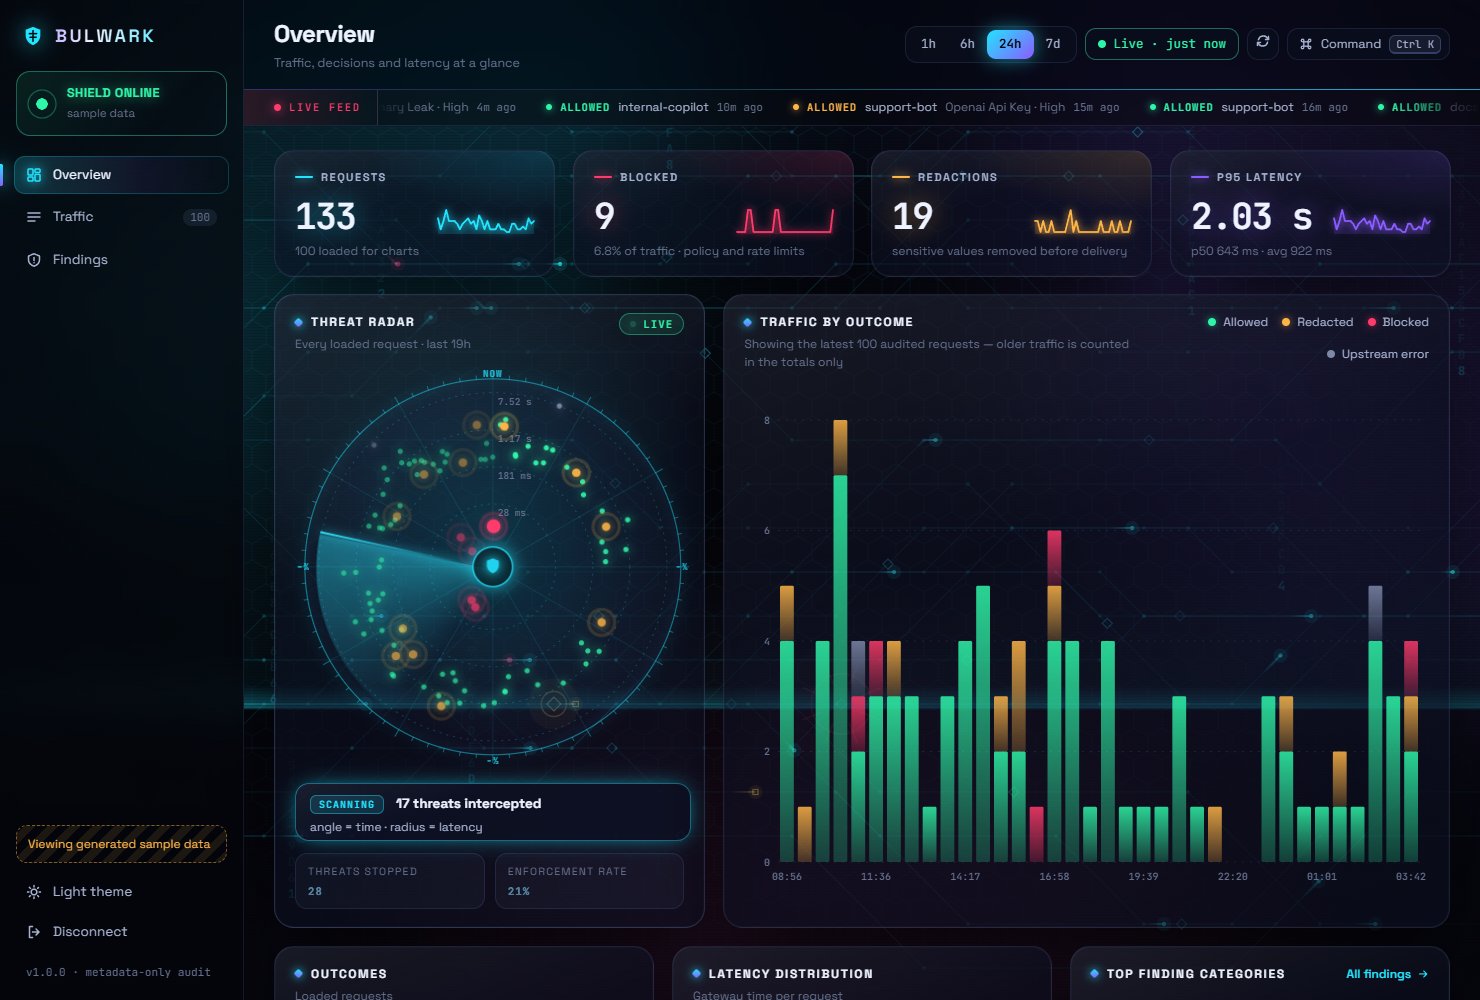 BULWARK
SHIELD ONLINE
sample data
Overview
Traffic 100
Findings
Viewing generated sample data
Light theme
Disconnect
v1.0.0 · metadata-only audit
Overview
Traffic, decisions and latency at a glance
1h 6h 24h 7d
Live · just now
Command Ctrl K
LIVE FEED
Leak · High 4m ago
ALLOWED internal-copilot 10m ago
ALLOWED support-bot Openai Api Key · High 15m ago
ALLOWED support-bot 16m ago
ALLOWED
REQUESTS
133
100 loaded for charts
BLOCKED
9
6.8% of traffic · policy and rate limits
REDACTIONS
19
sensitive values removed before delivery
P95 LATENCY
2.03 s
p50 643 ms · avg 922 ms
THREAT RADAR
LIVE
Every loaded request · last 19h
NOW
7.52 s
1.17 s
181 ms
28 ms
-%
-%
-%
SCANNING 17 threats intercepted
angle = time · radius = latency
THREATS STOPPED
28
ENFORCEMENT RATE
21%
TRAFFIC BY OUTCOME
Showing the latest 100 audited requests — older traffic is counted
in the totals only
Allowed Redacted Blocked
Upstream error
8
6
4
2
0
08:56 11:36 14:17 16:58 19:39 22:20 01:01 03:42
OUTCOMES
Loaded requests
LATENCY DISTRIBUTION
Gateway time per request
TOP FINDING CATEGORIES
All findings →